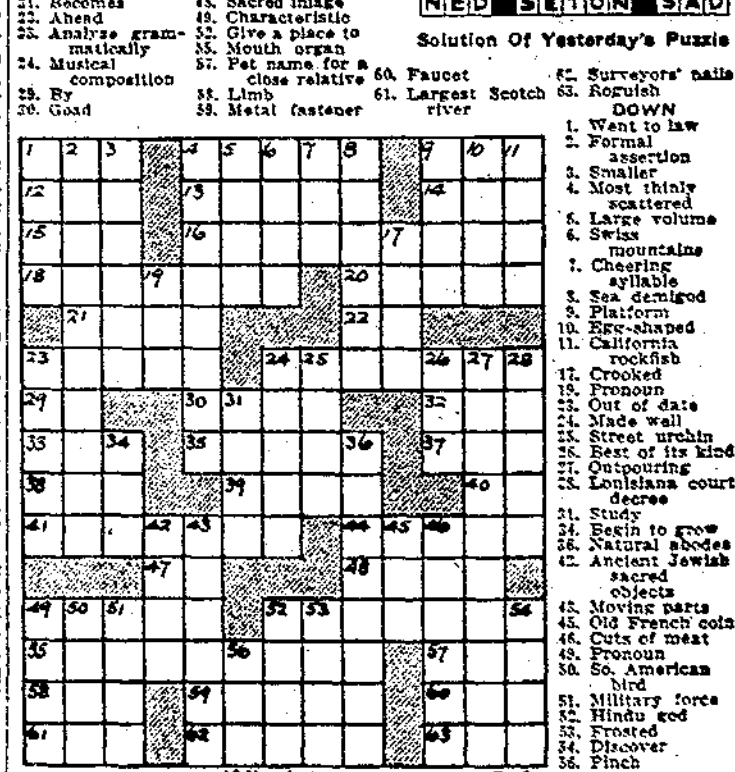 21. Becomes
22. Ahead
23. Analyze gram-
matically
24. Musical
composition
29. By
30. Goad
48. Sacred image
49. Characteristic
52. Give a place to
55. Mouth organ
57. Pet name for a
close relative
58. Limb
59. Metal fastener
NED SETON SAD
Solution Of Yesterday's Puzzle
60. Faucet
61. Largest Scotch
river
62. Surveyors' nails
63. Roguish
DOWN
1. Went to law
2. Formal
assertion
3. Smaller
4. Most thinly
scattered
5. Large volume
6. Swiss
mountains
7. Cheering
syllable
8. Sea demigod
9. Platform
10. Egg-shaped
11. California
rockfish
17. Crooked
19. Pronoun
23. Out of date
24. Made well
25. Street urchin
26. Best of its kind
27. Outpouring
28. Louisiana court
decree
31. Study
34. Begin to grow
36. Natural abodes
42. Ancient Jewish
sacred
objects
43. Moving parts
45. Old French coin
46. Cuts of meat
49. Pronoun
50. So. American
bird
51. Military force
52. Hindu god
53. Frosted
54. Discover
56. Pinch
1 2 3 4 5 6 7 8 9 10 11
12 13 14
15 16 17
18 19 20
21 22
23 24 25 26 27 28
29 30 31 32
33 34 35 36 37
38 39 40
41 42 43 44 45 46
47 48
49 50 51 52 53 54
55 56 57
58 59 60
61 62 63